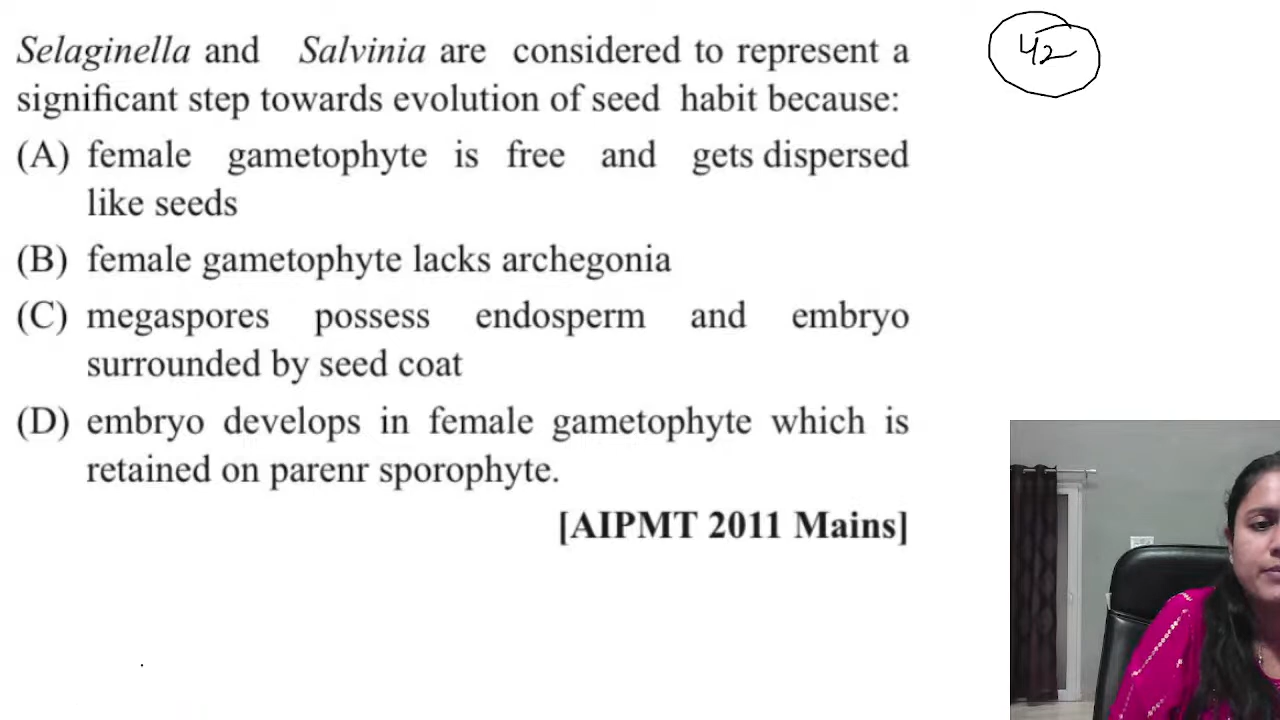 Selaginella and Salvinia are considered to represent a
significant step towards evolution of seed habit because:
(A) female gametophyte is free and gets dispersed
like seeds
(B) female gametophyte lacks archegonia
(C) megaspores possess endosperm and embryo
surrounded by seed coat
(D) embryo develops in female gametophyte which is
retained on parenr sporophyte.
[AIPMT 2011 Mains]
42